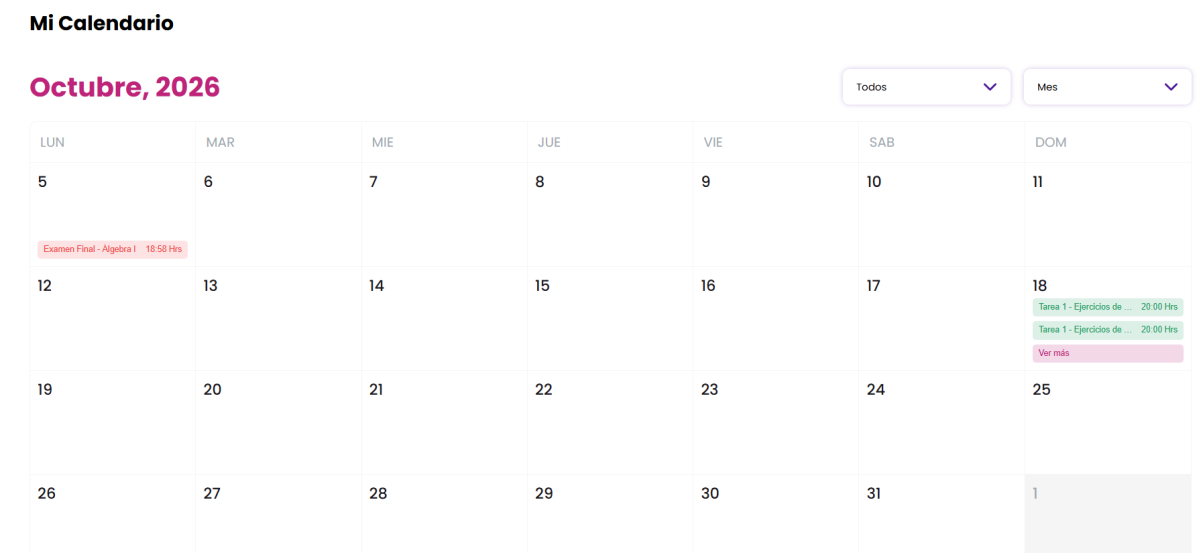 Mi Calendario
Octubre, 2026
Todos
Mes
LUN MAR MIE JUE VIE SAB DOM
5 6 7 8 9 10 11
Examen Final - Álgebra I 18:58 Hrs
12 13 14 15 16 17 18
Tarea 1 - Ejercicios de ... 20:00 Hrs
Tarea 1 - Ejercicios de ... 20:00 Hrs
Ver más
19 20 21 22 23 24 25
26 27 28 29 30 31 1